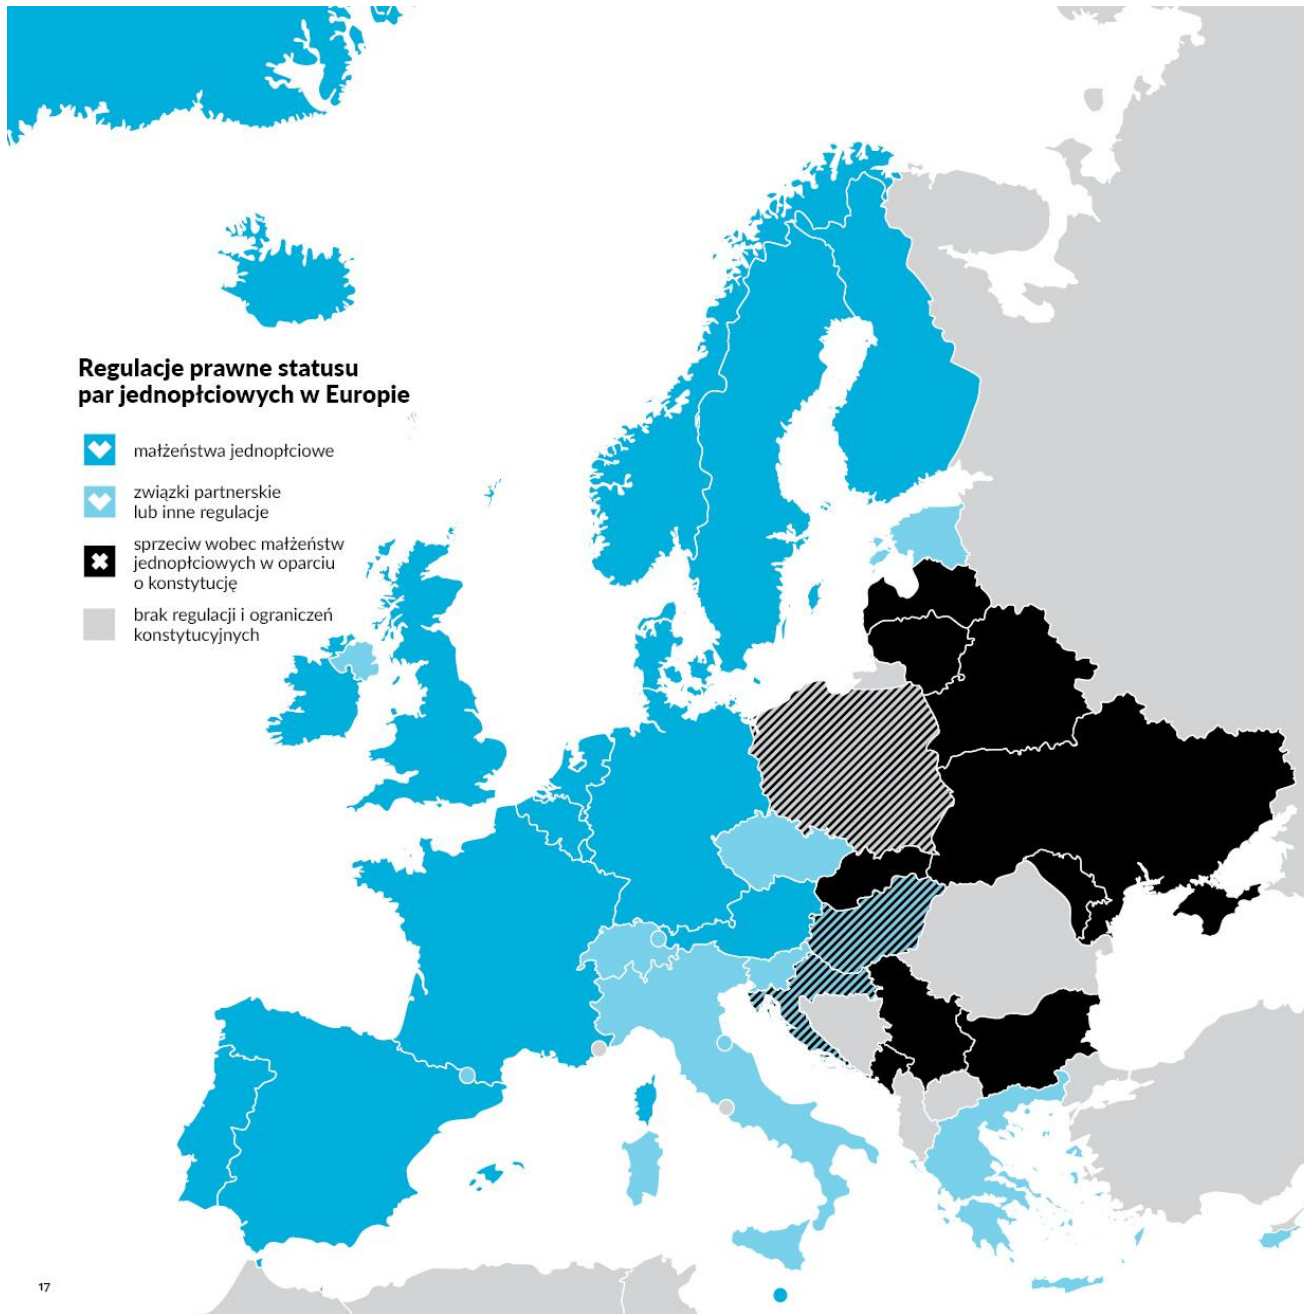 Regulacje prawne statusu
par jednopłciowych w Europie
małżeństwa jednopłciowe
związki partnerskie
lub inne regulacje
sprzeciw wobec małżeństw
jednopłciowych w oparciu
o konstytucję
brak regulacji i ograniczeń
konstytucyjnych
17